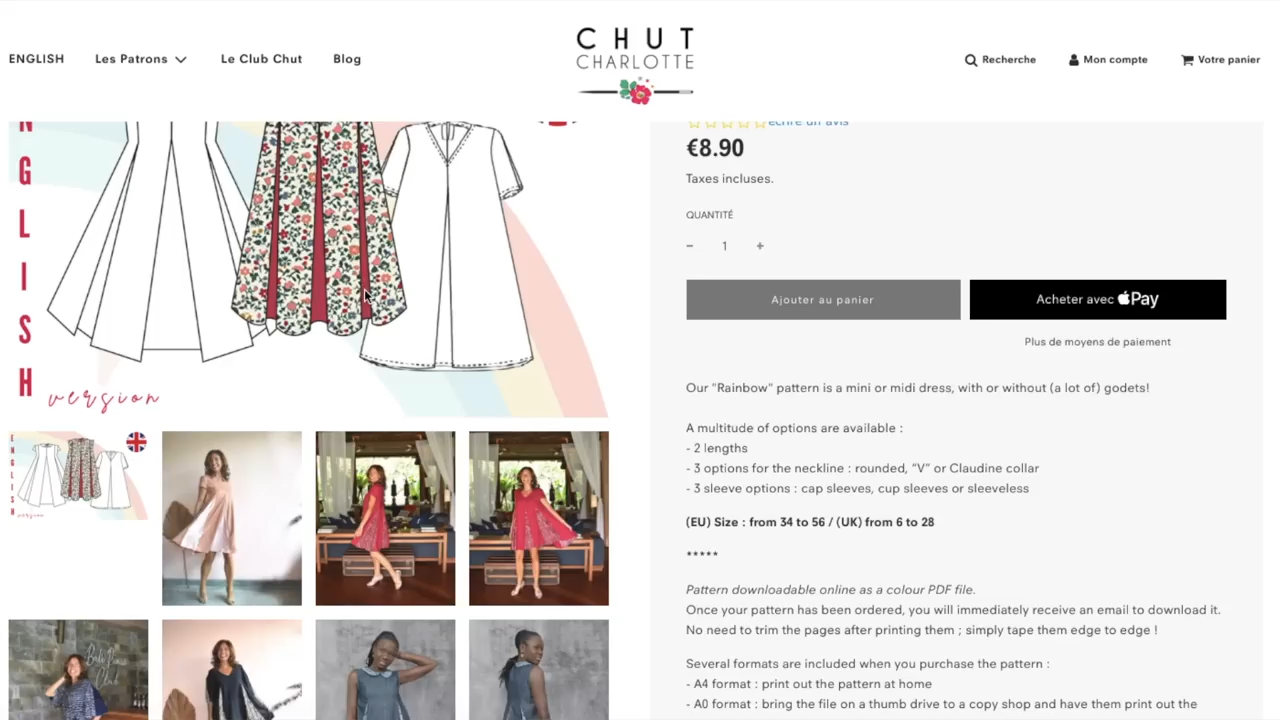 ENGLISH
Les Patrons
Le Club Chut
Blog
CHUT
CHARLOTTE
Recherche
Mon compte
Votre panier
NGLISH
version
écrire un avis
€8.90
Taxes incluses.
QUANTITÉ
− 1 +
Ajouter au panier
Acheter avec Pay
Plus de moyens de paiement
Our "Rainbow" pattern is a mini or midi dress, with or without (a lot of) godets!
A multitude of options are available :
- 2 lengths
- 3 options for the neckline : rounded, “V” or Claudine collar
- 3 sleeve options : cap sleeves, cup sleeves or sleeveless
(EU) Size : from 34 to 56 / (UK) from 6 to 28
*****
Pattern downloadable online as a colour PDF file.
Once your pattern has been ordered, you will immediately receive an email to download it.
No need to trim the pages after printing them ; simply tape them edge to edge !
Several formats are included when you purchase the pattern :
- A4 format : print out the pattern at home
- A0 format : bring the file on a thumb drive to a copy shop and have them print out the
ENGLISH
version